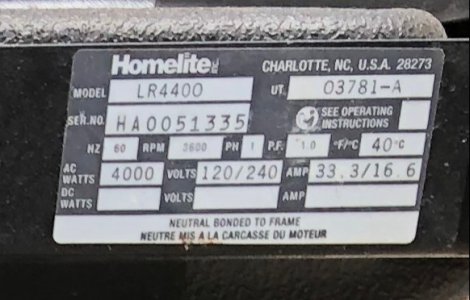 Homelite INC. CHARLOTTE, NC, U.S.A. 28273
MODEL LR4400 UT 03781-A
SER.NO. HA0051335 SEE OPERATING INSTRUCTIONS
HZ 60 RPM 3600 PH 1 P.F. 1.0 °F/°C 40°C
AC WATTS 4000 VOLTS 120/240 AMP 33.3/16.6
DC WATTS VOLTS AMP
NEUTRAL BONDED TO FRAME
NEUTRE MIS A LA CARCASSE DU MOTEUR